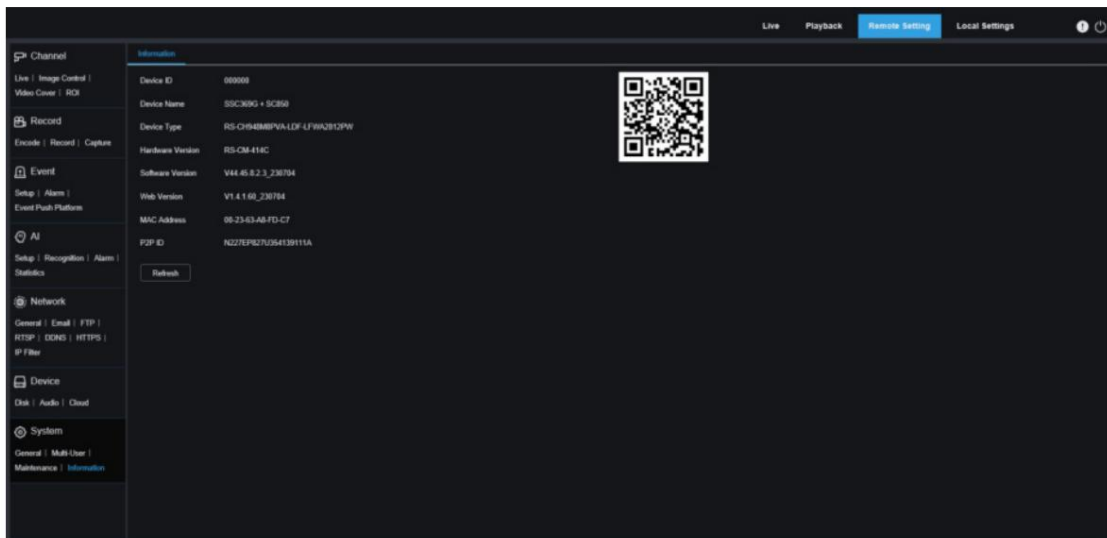 Live Playback Remote Setting Local Settings
Channel
Live | Image Control |
Video Cover | ROI
Record
Encode | Record | Capture
Event
Setup | Alarm |
Event Push Platform
AI
Setup | Recognition | Alarm |
Statistics
Network
General | Email | FTP |
RTSP | DDNS | HTTPS |
IP Filter
Device
Disk | Audio | Cloud
System
General | Multi-User |
Maintenance | Information
Information
Device ID 000000
Device Name SSC369G + SC850
Device Type RS-CH948M8PVA-LDF-LFWA2812PW
Hardware Version RS-CM-414C
Software Version V44.45.8.2.3_230704
Web Version V1.4.1.60_230704
MAC Address 00-23-63-A8-FD-C7
P2P ID N227EP827U354139111A
Refresh